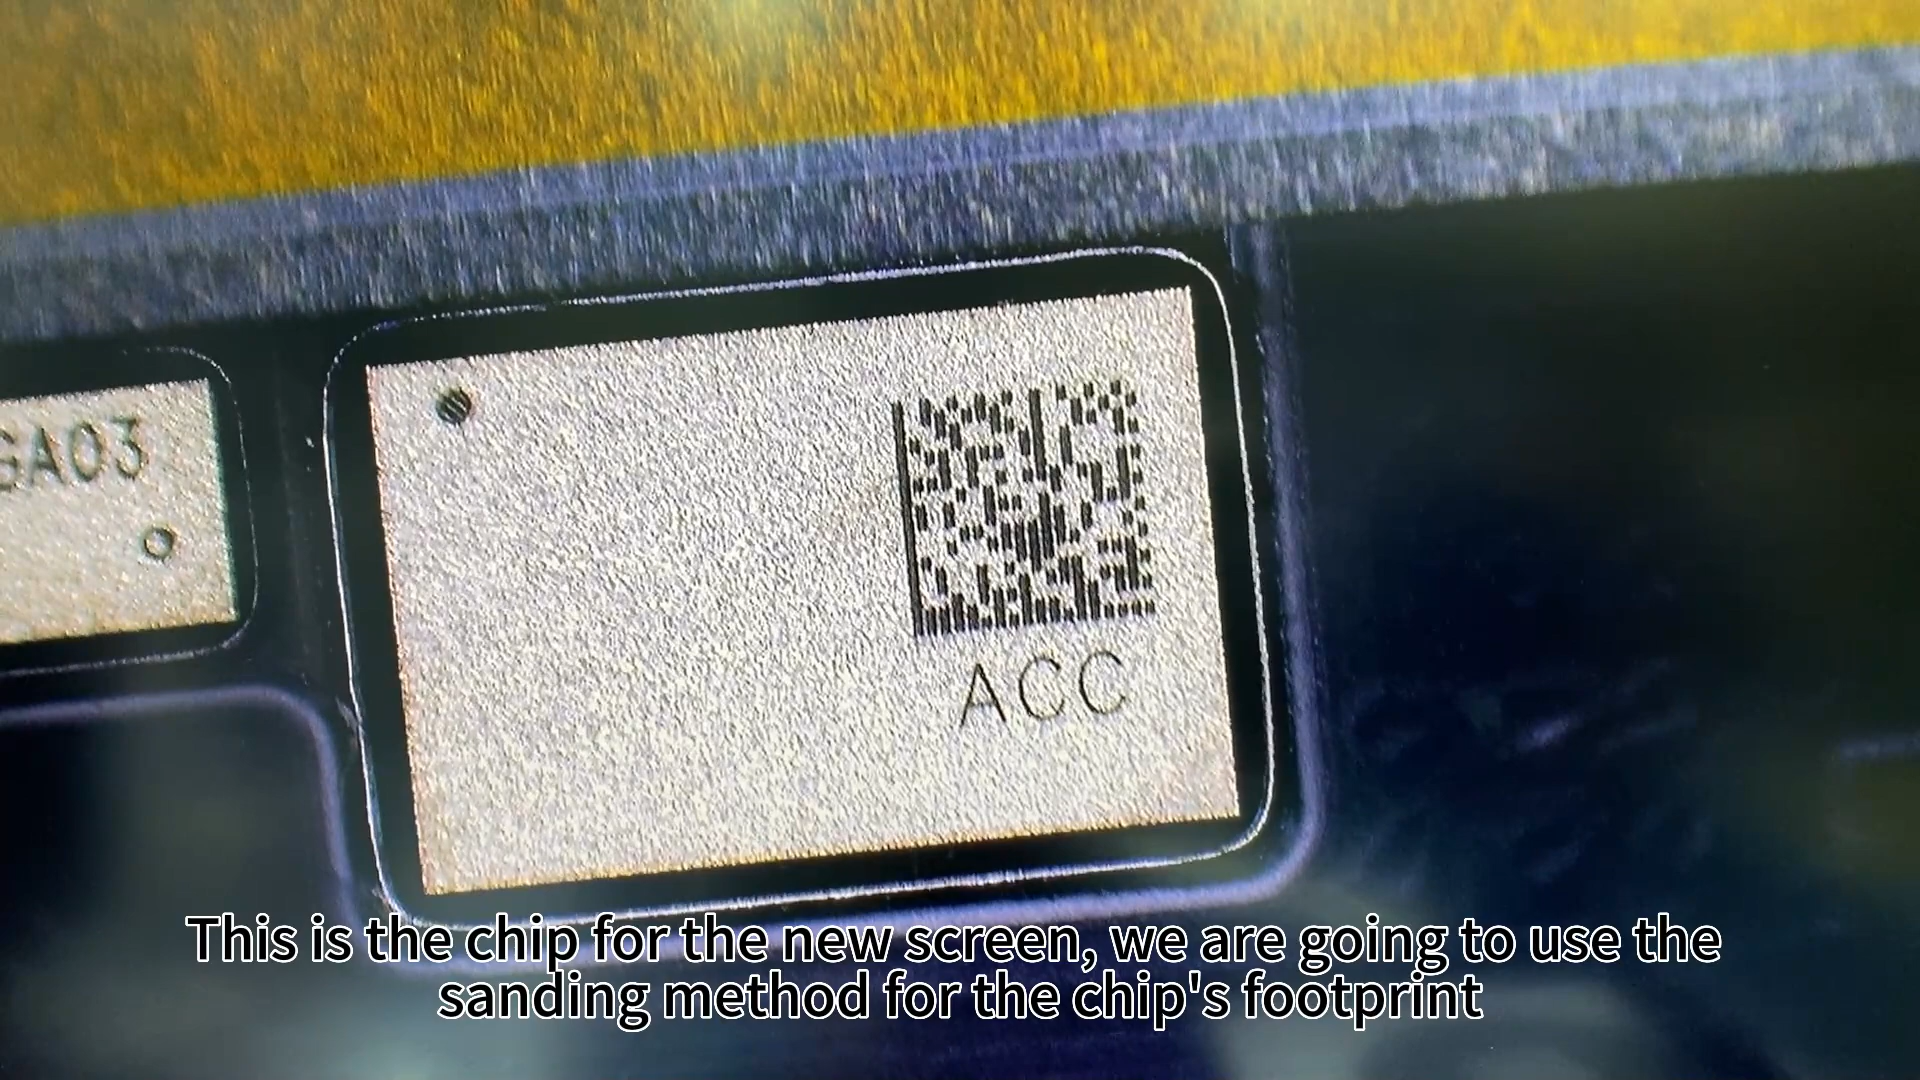 GA03
ACC
This is the chip for the new screen, we are going to use the
sanding method for the chip's footprint